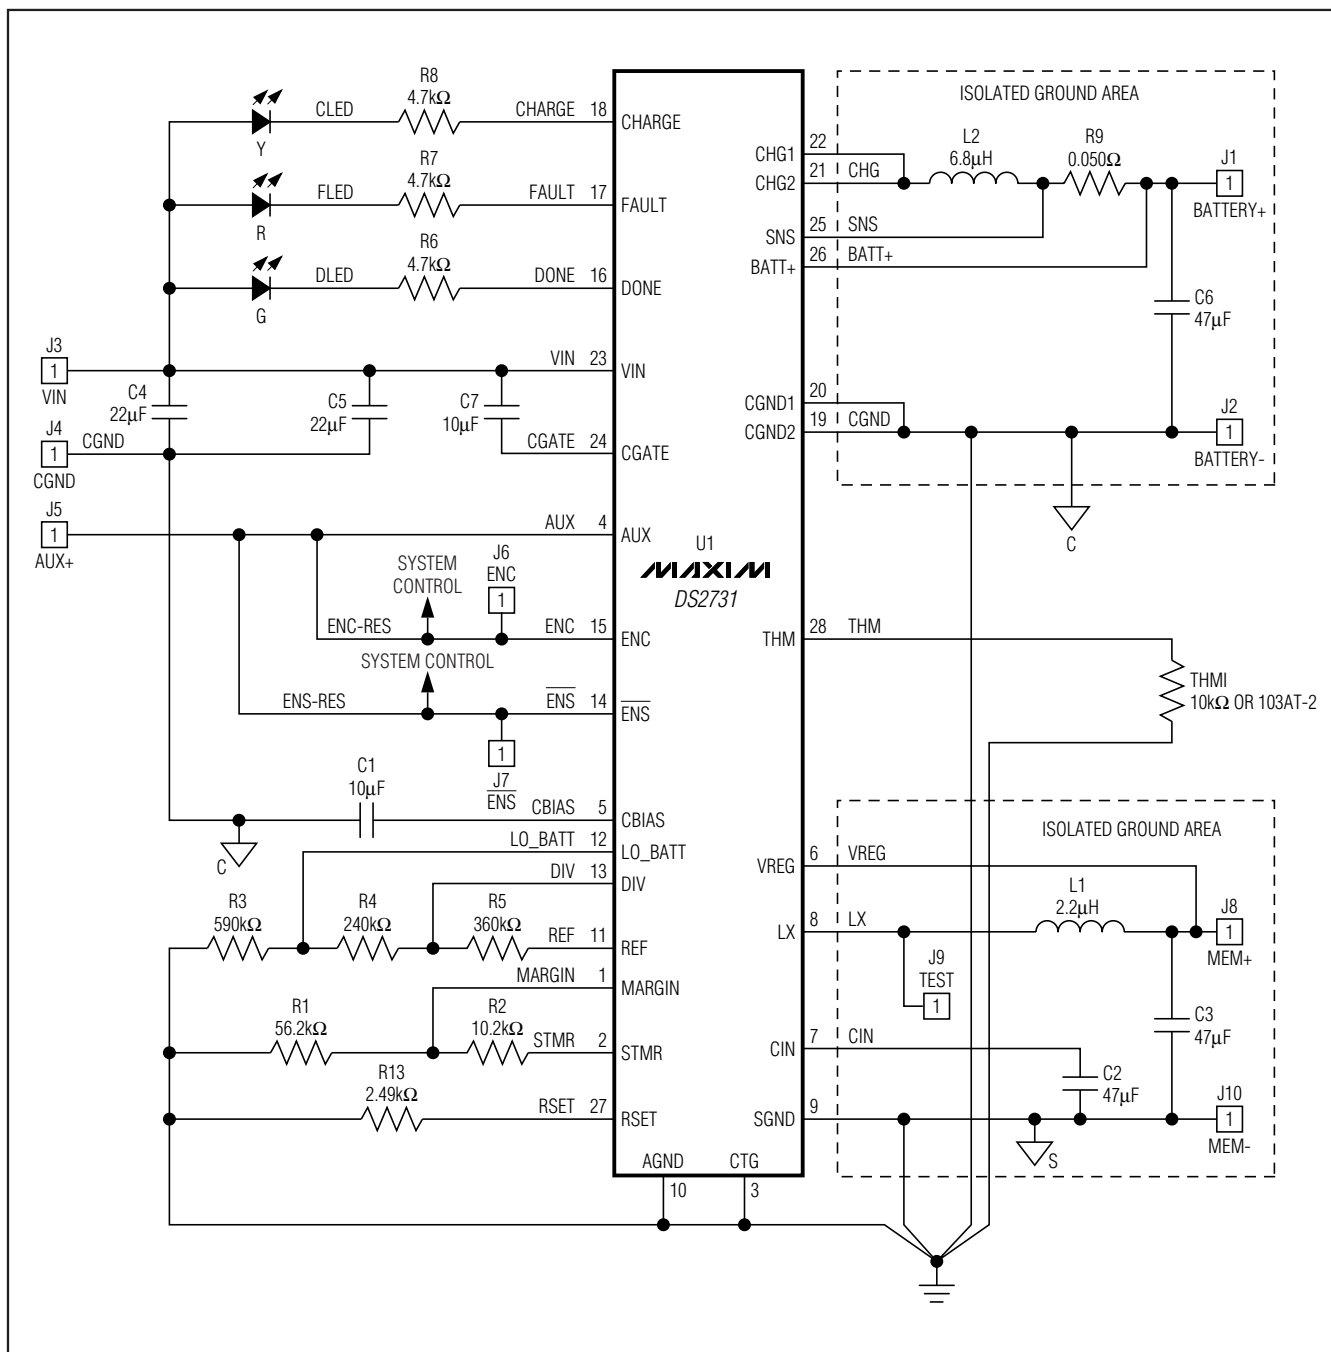 R8
4.7kΩ
CLED
CHARGE 18
CHARGE
Y
R7
4.7kΩ
FLED
FAULT 17
FAULT
R
R6
4.7kΩ
DLED
DONE 16
DONE
G
J3
1
VIN
VIN 23
VIN
C4
22μF
C5
22μF
C7
10μF
J4
1
CGND
CGND
CGATE 24
CGATE
J5
1
AUX+
AUX 4
AUX
SYSTEM
CONTROL
J6
ENC
1
ENC-RES
ENC 15
ENC
SYSTEM CONTROL
ENS-RES
ENS 14
ENS
1
J7
ENS
C1
10μF
CBIAS 5
CBIAS
C
LO_BATT 12
LO_BATT
DIV 13
DIV
R3
590kΩ
R4
240kΩ
R5
360kΩ
REF 11
REF
MARGIN 1
MARGIN
R1
56.2kΩ
R2
10.2kΩ
STMR 2
STMR
R13
2.49kΩ
RSET 27
RSET
AGND
10
CTG
3
U1
MAXIM
DS2731
ISOLATED GROUND AREA
CHG1
22
CHG2
21 CHG
L2
6.8μH
R9
0.050Ω
J1
1
BATTERY+
SNS
25 SNS
BATT+
26 BATT+
C6
47μF
CGND1
20
CGND2
19 CGND
J2
1
BATTERY-
C
THM
28 THM
THMI
10kΩ OR 103AT-2
ISOLATED GROUND AREA
VREG
6 VREG
LX
8 LX
L1
2.2μH
J8
1
MEM+
J9
TEST
1
C3
47μF
CIN
7 CIN
C2
47μF
SGND
9
S
J10
1
MEM-